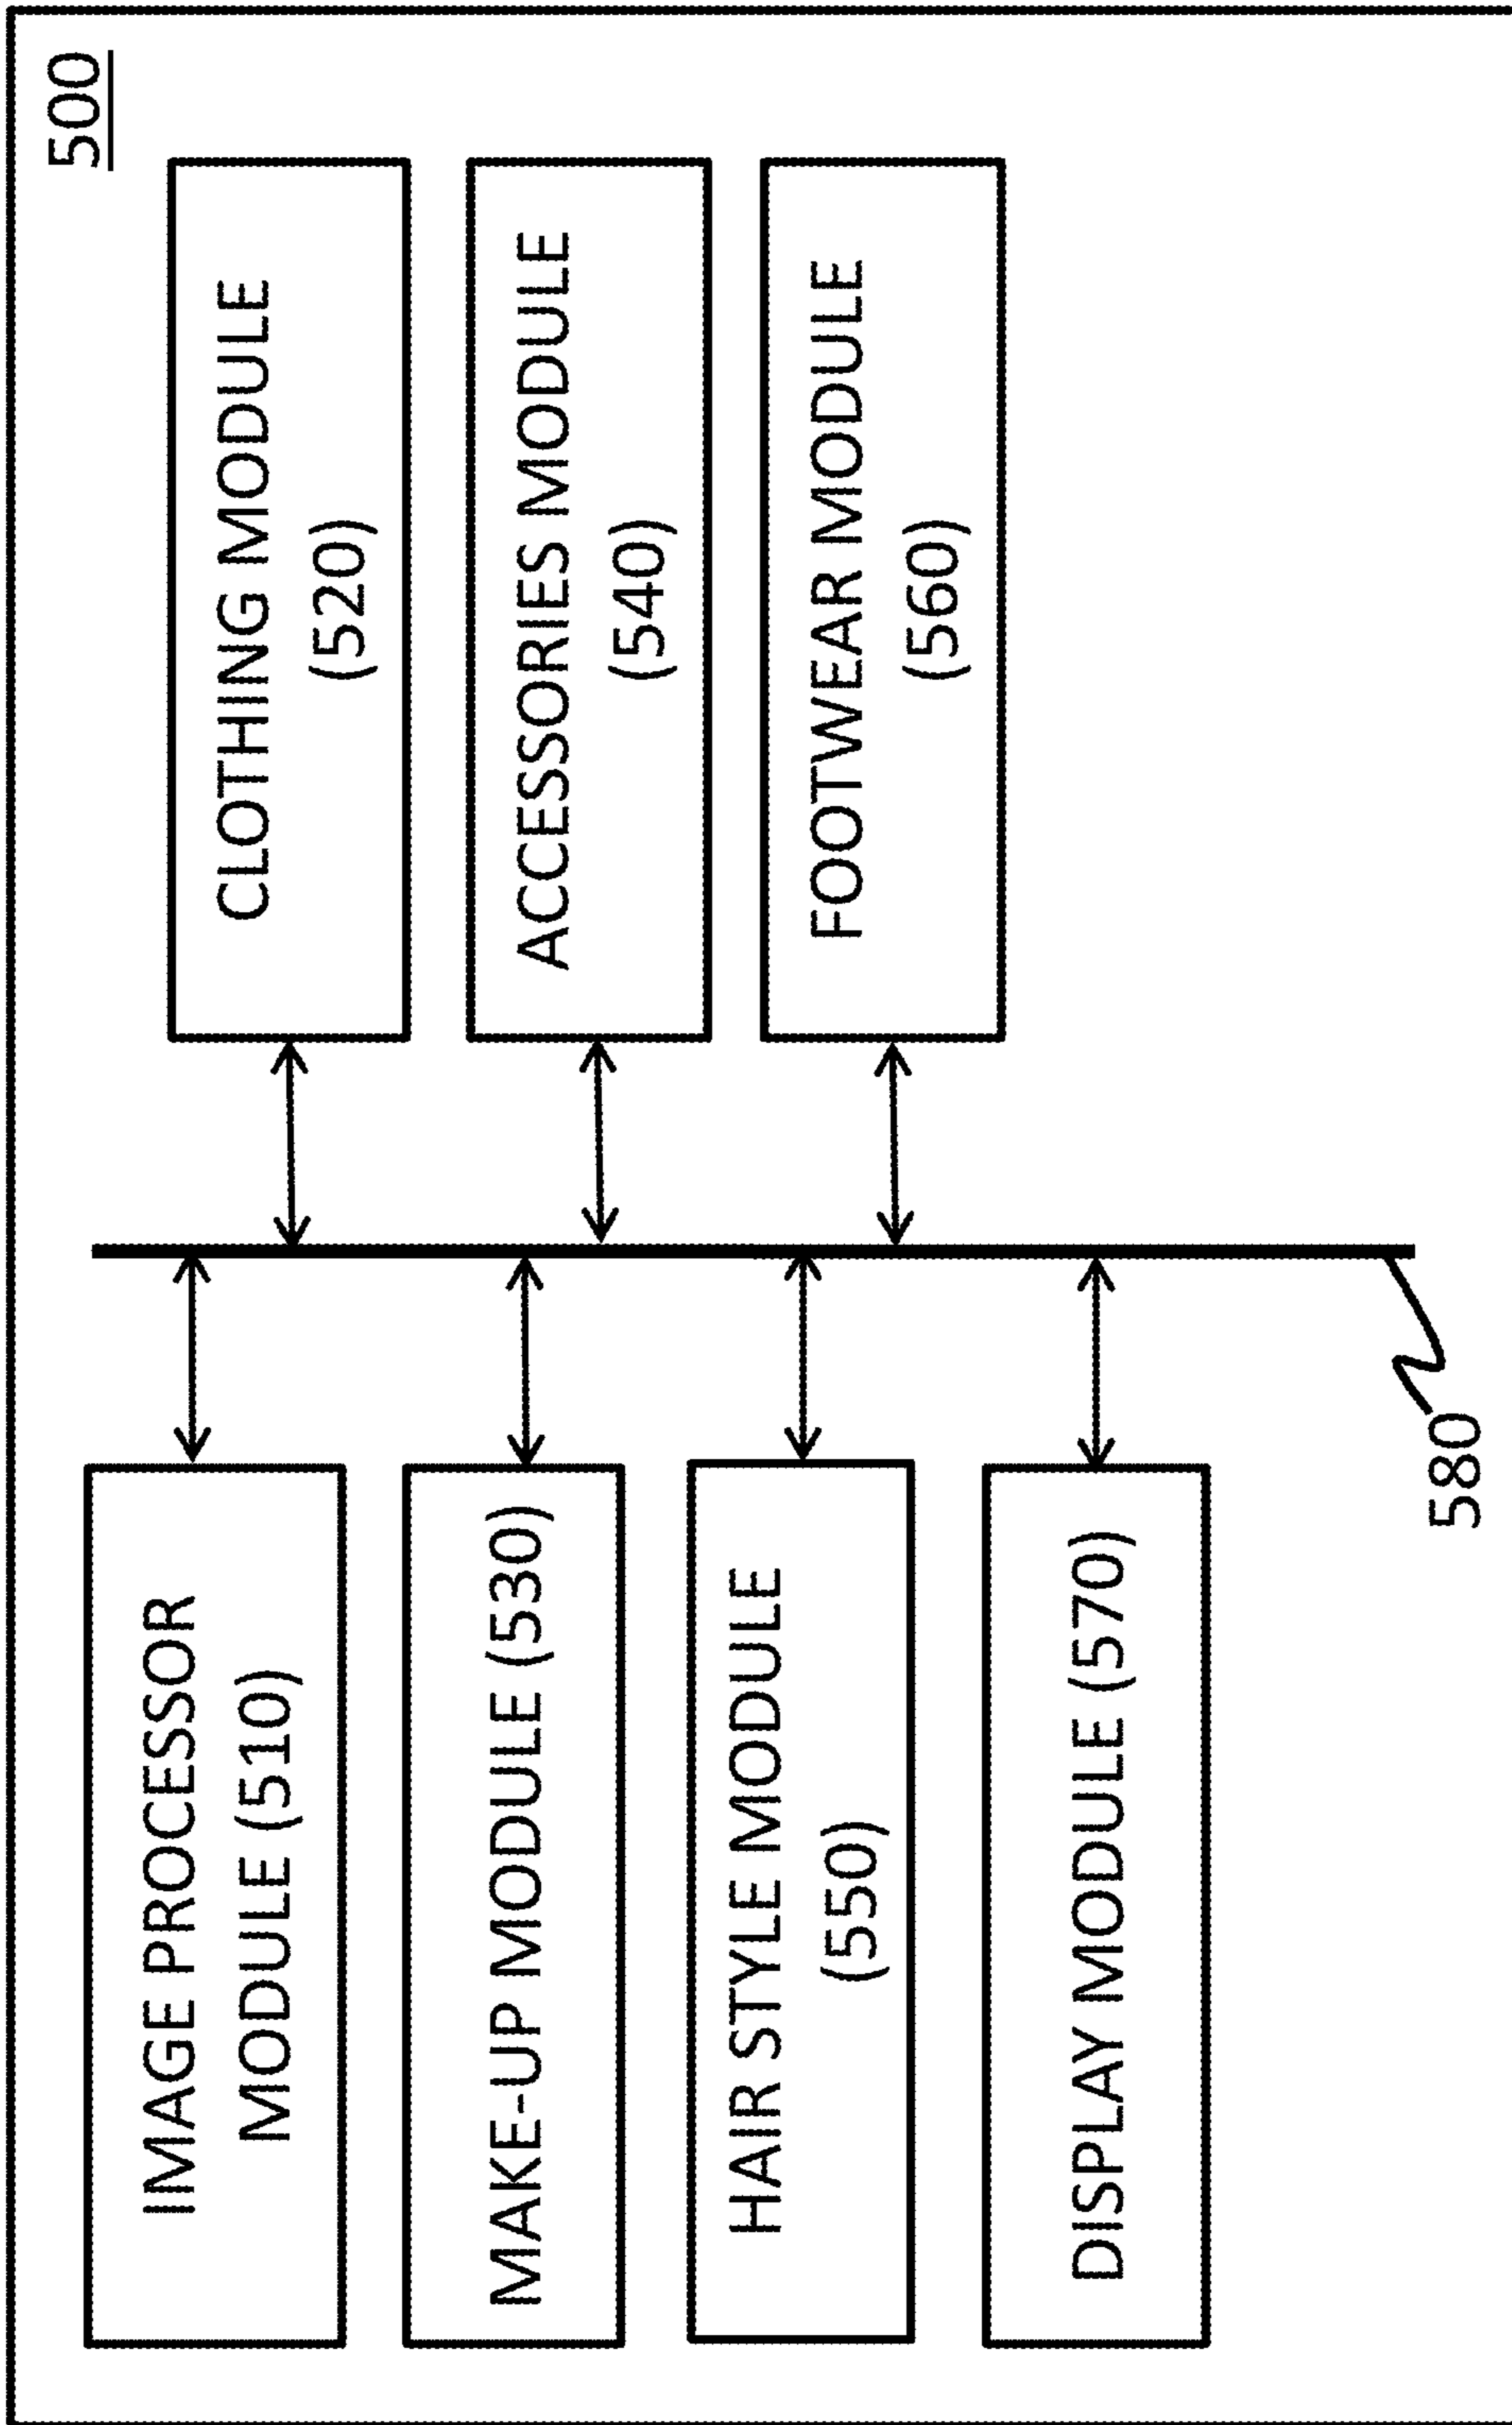 500
IMAGE PROCESSOR
MODULE (510)
CLOTHING MODULE
(520)
MAKE-UP MODULE (530)
ACCESSORIES MODULE
(540)
HAIR STYLE MODULE
(550)
FOOTWEAR MODULE
(560)
DISPLAY MODULE (570)
580